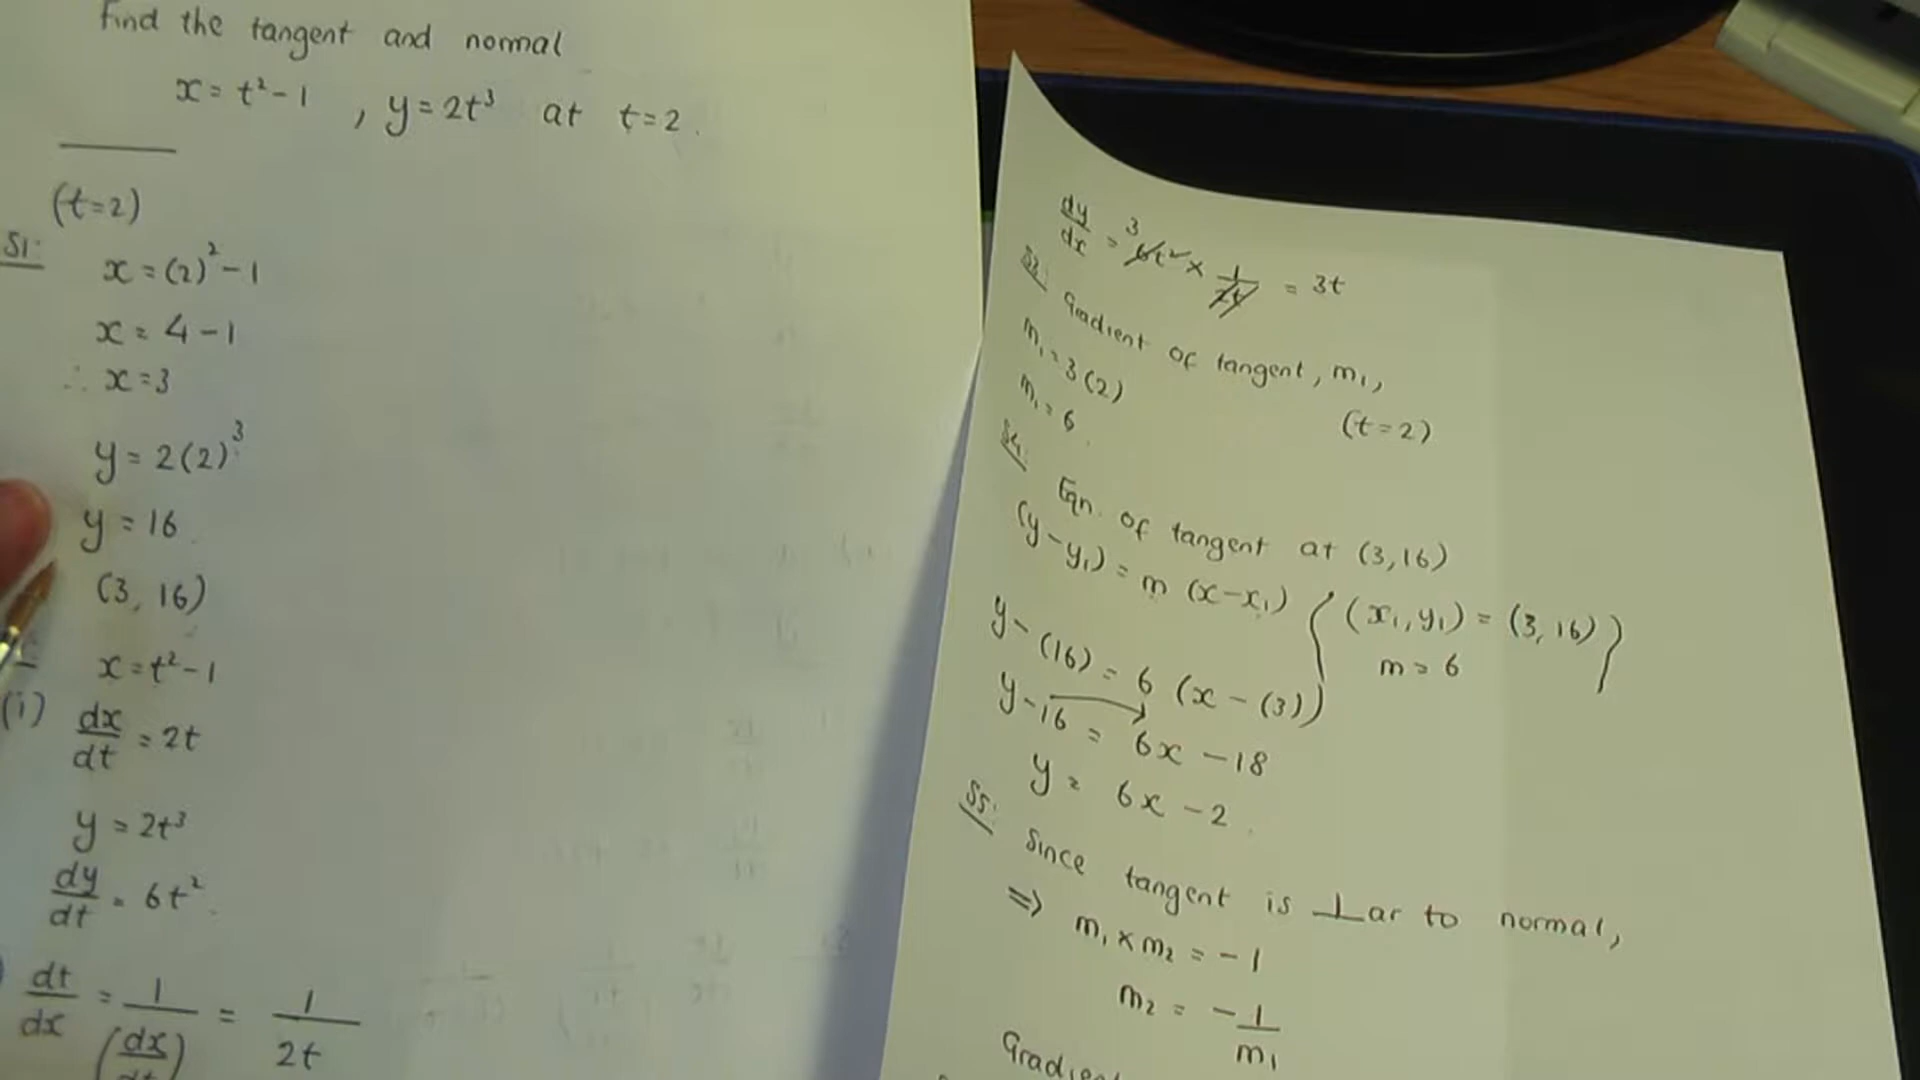 Find the tangent and normal
x = t² - 1 , y = 2t³ at t = 2.
(t=2)
S1:
x = (2)² - 1
x = 4 - 1
∴ x = 3
y = 2(2)³
y = 16
(3, 16)
x = t² - 1
(i) dx/dt = 2t
y = 2t³
dy/dt = 6t².
dt/dx = 1/(dx/dt) = 1/2t
dy/dx = 3 6t² × 1/2t = 3t
S3: Gradient of tangent, m₁,
(t=2)
m₁ = 3(2)
m₁ = 6.
S4:
Eqn. of tangent at (3,16)
(y-y₁) = m (x-x₁) { (x₁,y₁) = (3, 16) }
m = 6
y - (16) = 6 (x - (3))
y - 16 = 6x - 18
y = 6x - 2.
S5: Since tangent is ⊥ar to normal,
⇒ m₁ × m₂ = -1
m₂ = - 1/m₁